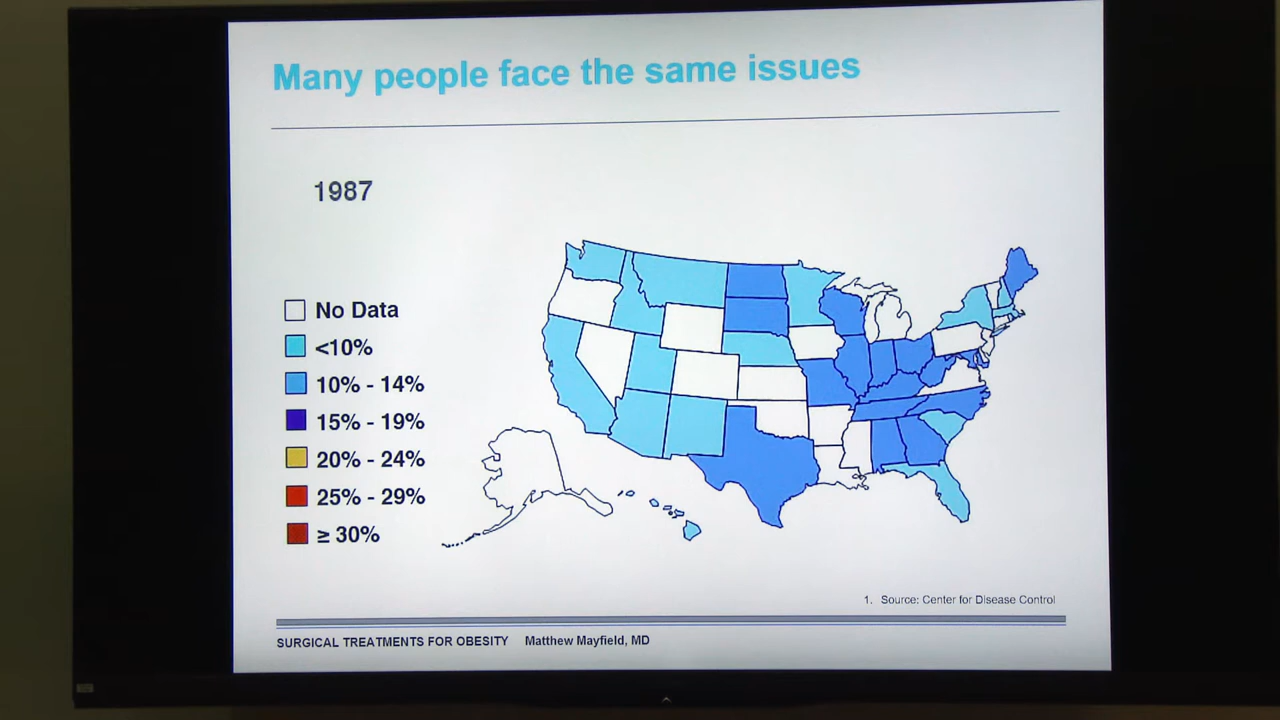 Many people face the same issues
1987
No Data
<10%
10% - 14%
15% - 19%
20% - 24%
25% - 29%
≥ 30%
1. Source: Center for Disease Control
SURGICAL TREATMENTS FOR OBESITY Matthew Mayfield, MD